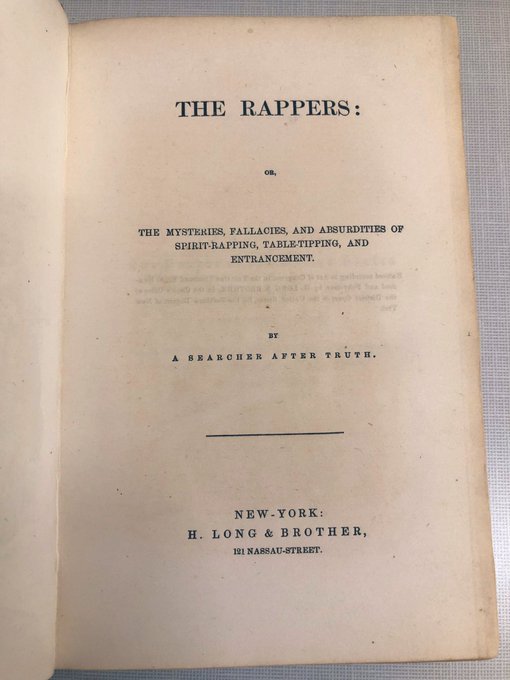 THE RAPPERS:
OR,
THE MYSTERIES, FALLACIES, AND ABSURDITIES OF
SPIRIT-RAPPING, TABLE-TIPPING, AND
ENTRANCEMENT.
BY
A SEARCHER AFTER TRUTH.
NEW-YORK:
H. LONG & BROTHER,
121 NASSAU-STREET.